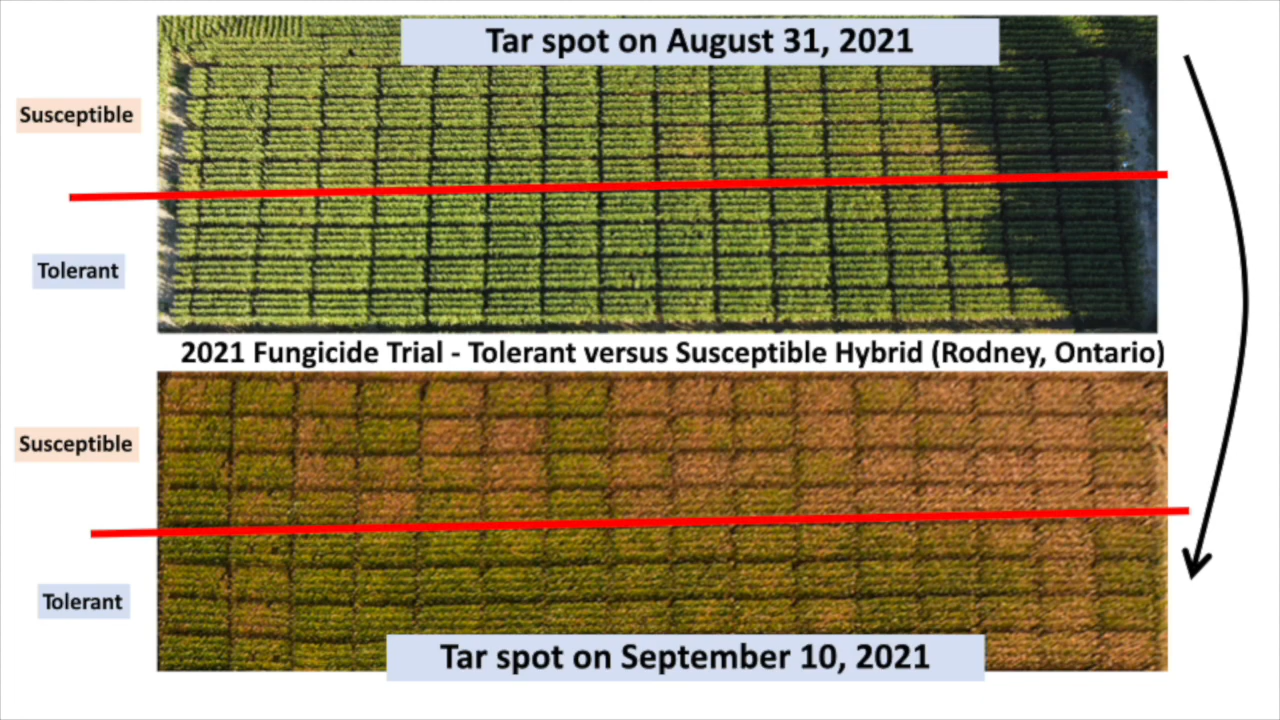 Tar spot on August 31, 2021
Susceptible
Tolerant
2021 Fungicide Trial - Tolerant versus Susceptible Hybrid (Rodney, Ontario)
Susceptible
Tolerant
Tar spot on September 10, 2021